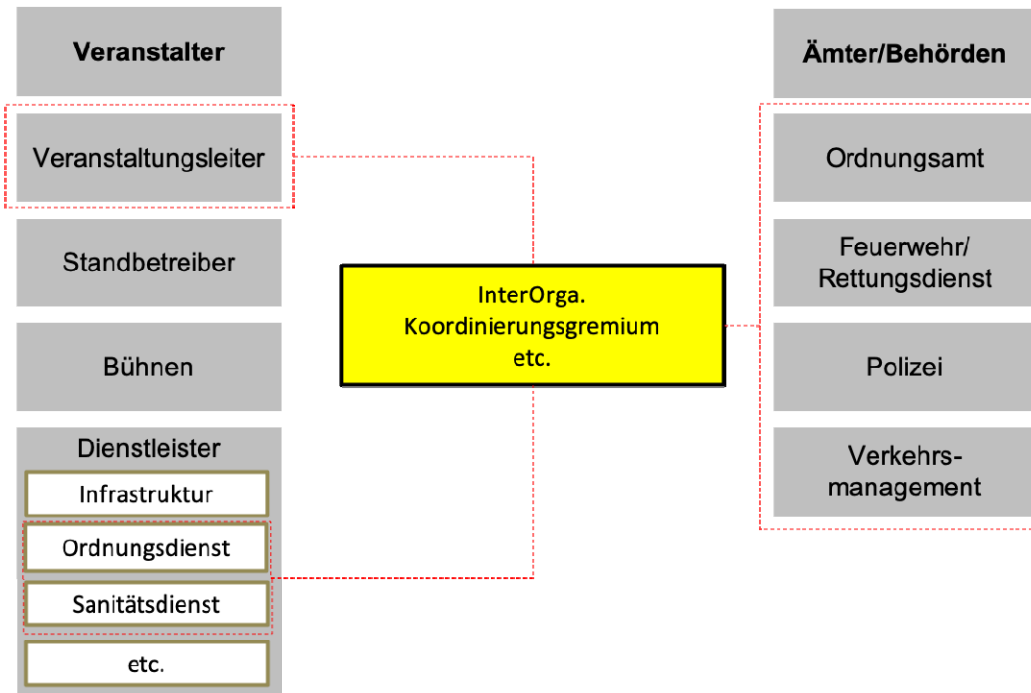 Veranstalter
Veranstaltungsleiter
Standbetreiber
Bühnen
Dienstleister
Infrastruktur
Ordnungsdienst
Sanitätsdienst
etc.
InterOrga.
Koordinierungsgremium
etc.
Ämter/Behörden
Ordnungsamt
Feuerwehr/
Rettungsdienst
Polizei
Verkehrs-
management